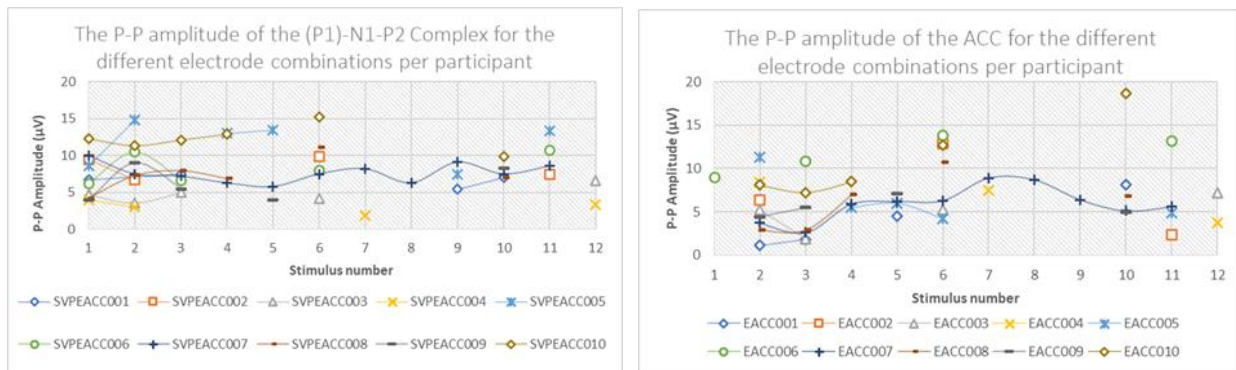 The P-P amplitude of the (P1)-N1-P2 Complex for the
different electrode combinations per participant
P-P Amplitude (µV)
20
15
10
5
0
1 2 3 4 5 6 7 8 9 10 11 12
Stimulus number
SVPEACC001 SVPEACC002 SVPEACC003 SVPEACC004 SVPEACC005
SVPEACC006 SVPEACC007 SVPEACC008 SVPEACC009 SVPEACC010
The P-P amplitude of the ACC for the different
electrode combinations per participant
P-P Amplitude (µV)
20
15
10
5
0
1 2 3 4 5 6 7 8 9 10 11 12
Stimulus number
EACC001 EACC002 EACC003 EACC004 EACC005
EACC006 EACC007 EACC008 EACC009 EACC010